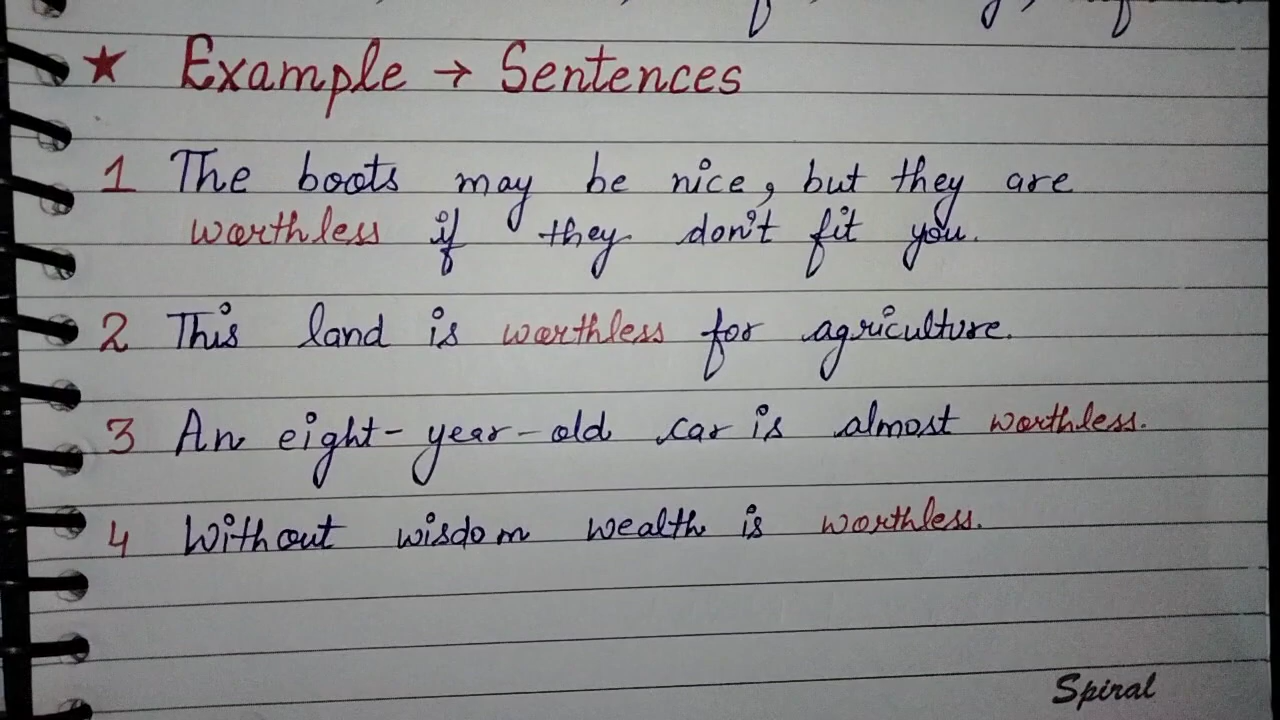 ★ Example → Sentences
1 The boots may be nice, but they are
worthless if they don't fit you.
2 This land is worthless for agriculture.
3 An eight-year-old car is almost worthless.
4 Without wisdom wealth is worthless.
Spiral